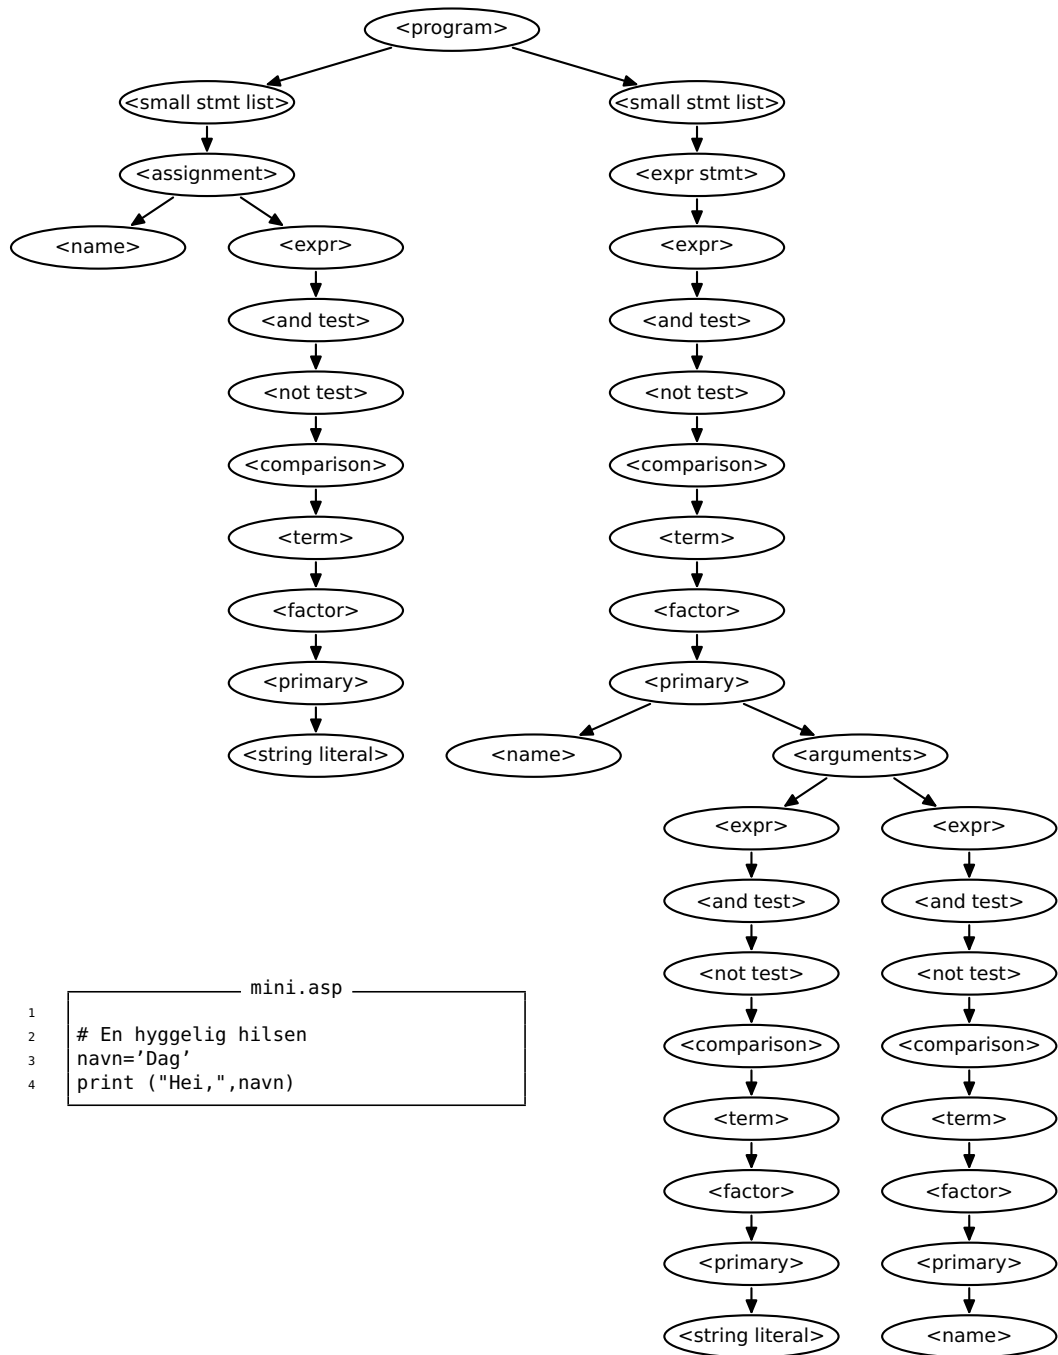 <program>
<small stmt list> <small stmt list>
<assignment> <expr stmt>
<name> <expr> <expr>
<and test> <and test>
<not test> <not test>
<comparison> <comparison>
<term> <term>
<factor> <factor>
<primary> <primary>
<string literal> <name> <arguments>
<expr> <expr>
<and test> <and test>
<not test> <not test>
mini.asp
1
2 # En hyggelig hilsen
3 navn=’Dag’
4 print ("Hei,",navn)
<comparison> <comparison>
<term> <term>
<factor> <factor>
<primary> <primary>
<string literal> <name>